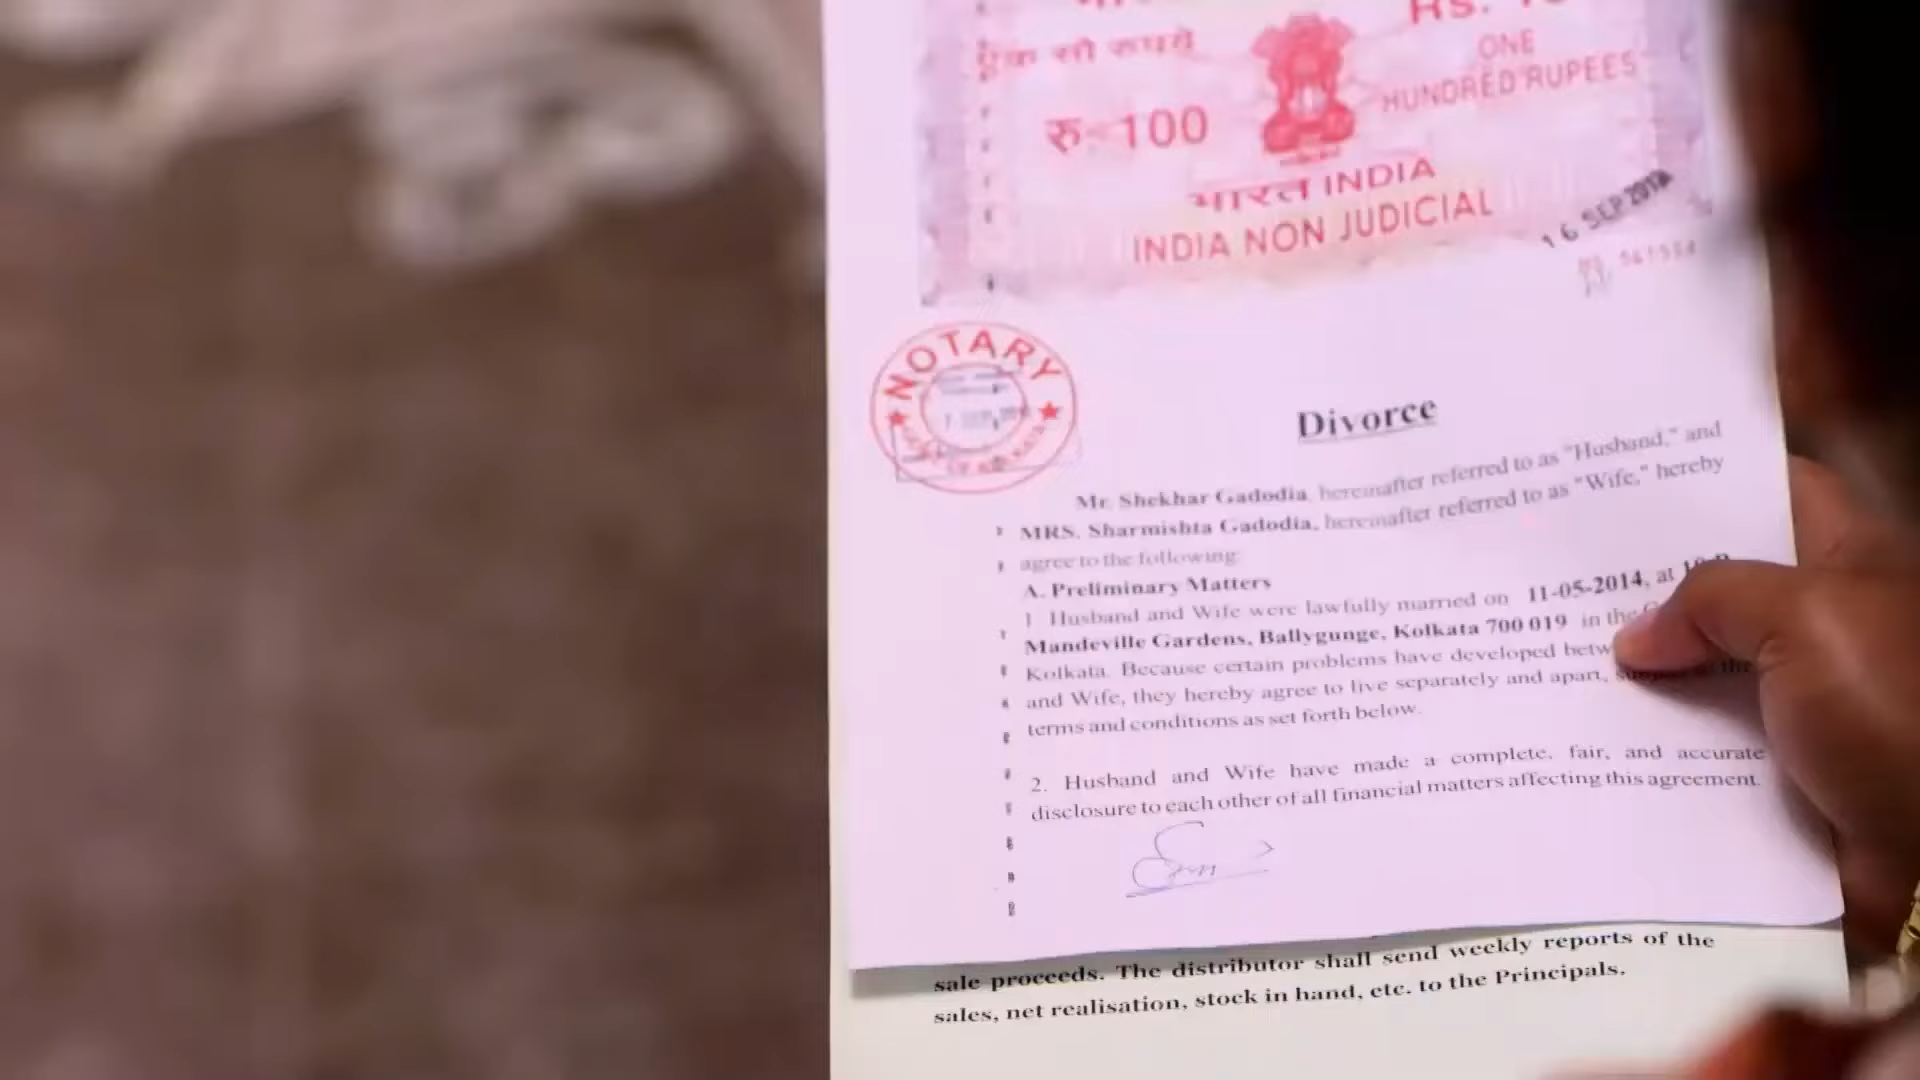 एक सौ रुपये
Rs.
ONE
HUNDRED RUPEES
रु. 100
भारत INDIA
INDIA NON JUDICIAL
16 SEP
NOTARY
Divorce
Mr. Shekhar Gadodia, hereinafter referred to as "Husband," and
MRS. Sharmishta Gadodia, hereinafter referred to as "Wife," hereby
agree to the following:
A. Preliminary Matters
1 Husband and Wife were lawfully married on 11-05-2014, at
Mandeville Gardens, Ballygunge, Kolkata 700 019 in the
Kolkata. Because certain problems have developed
and Wife, they hereby agree to live separately and apart, the
terms and conditions as set forth below.
2. Husband and Wife have made a complete, fair, and accurate
disclosure to each other of all financial matters affecting this agreement.
sale proceeds. The distributor shall send weekly reports of the
sales, net realisation, stock in hand, etc. to the Principals.